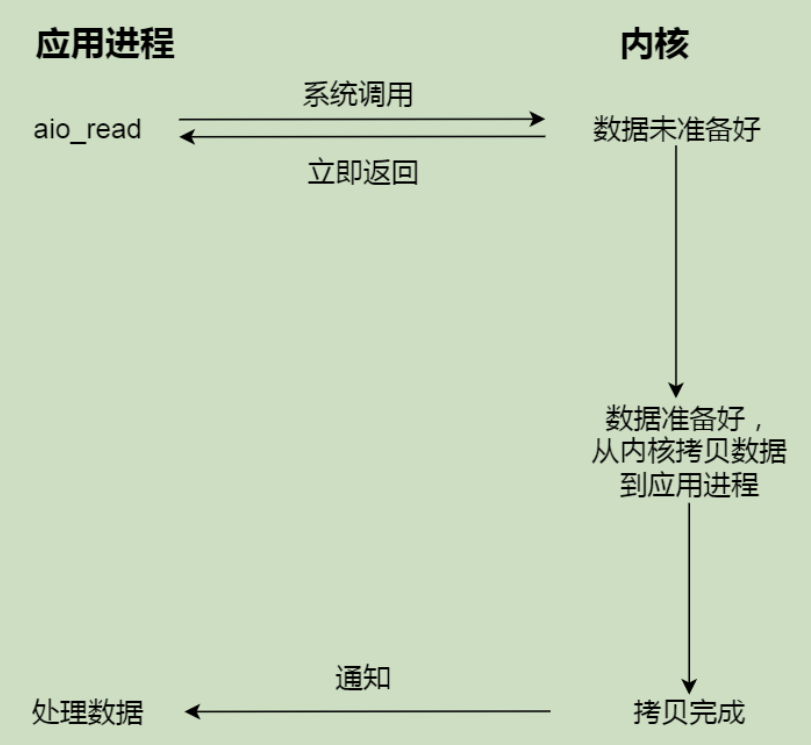 应用进程
内核
系统调用
aio_read
数据未准备好
立即返回
数据准备好，
从内核拷贝数据
到应用进程
通知
处理数据
拷贝完成